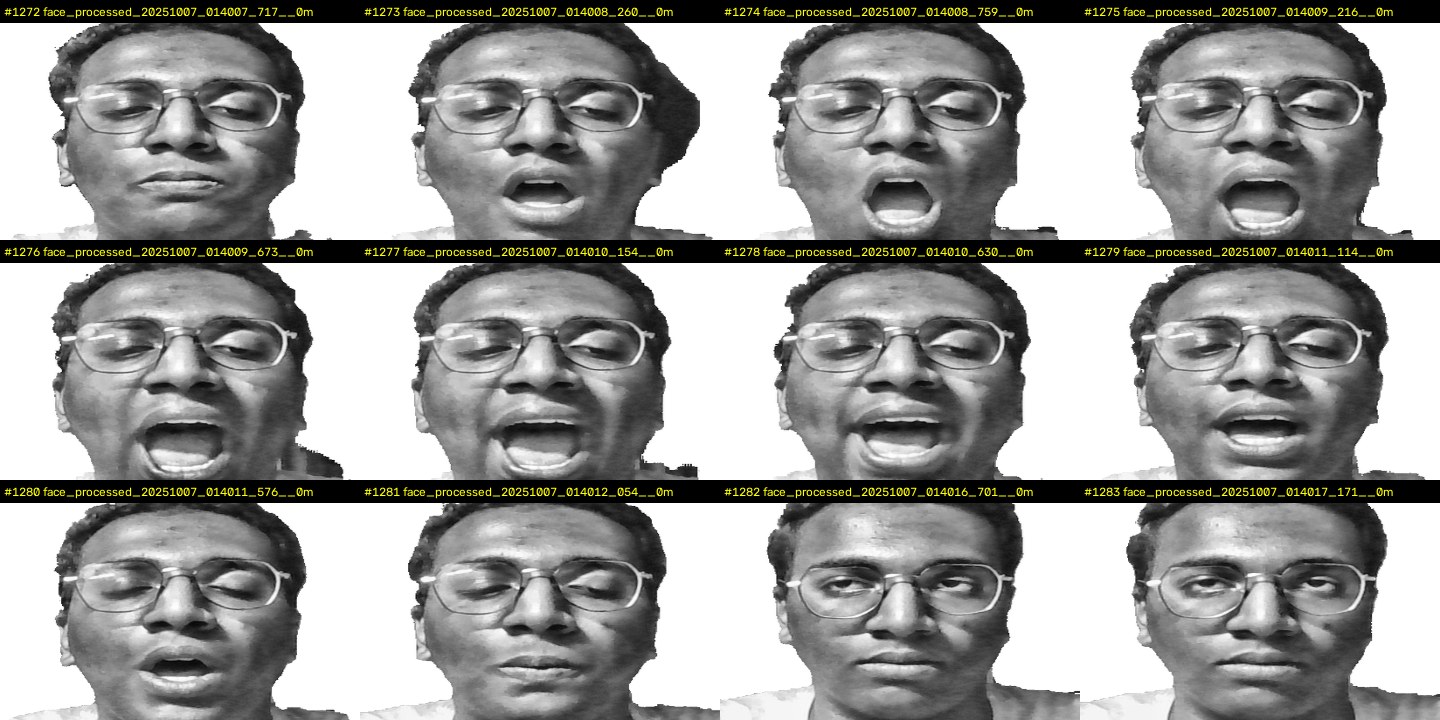 #1272 face_processed_20251007_014007_717__0m
#1273 face_processed_20251007_014008_260__0m
#1274 face_processed_20251007_014008_759__0m
#1275 face_processed_20251007_014009_216__0m
#1276 face_processed_20251007_014009_673__0m
#1277 face_processed_20251007_014010_154__0m
#1278 face_processed_20251007_014010_630__0m
#1279 face_processed_20251007_014011_114__0m
#1280 face_processed_20251007_014011_576__0m
#1281 face_processed_20251007_014012_054__0m
#1282 face_processed_20251007_014016_701__0m
#1283 face_processed_20251007_014017_171__0m